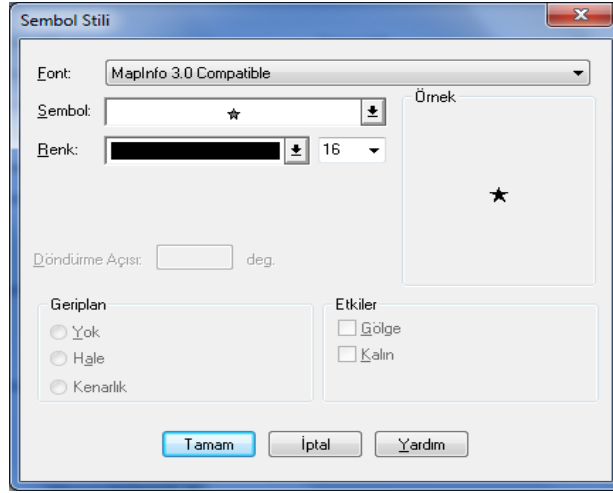 Sembol Stili
Font: MapInfo 3.0 Compatible
Sembol:
Örnek
Renk: 16
Döndürme Açısı: deg.
Geriplan
Yok
Hale
Kenarlık
Etkiler
Gölge
Kalın
Tamam İptal Yardım